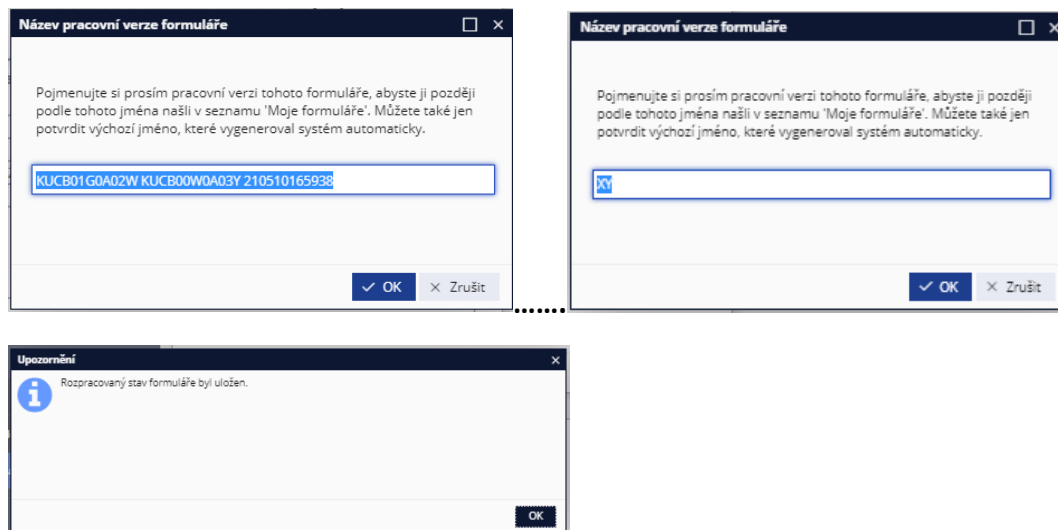 Název pracovní verze formuláře
Pojmenujte si prosím pracovní verzi tohoto formuláře, abyste ji později
podle tohoto jména našli v seznamu 'Moje formuláře'. Můžete také jen
potvrdit výchozí jméno, které vygeneroval systém automaticky.
KUCB01G0A02W KUCB00W0A03Y 210510165938
OK Zrušit
.......
Název pracovní verze formuláře
Pojmenujte si prosím pracovní verzi tohoto formuláře, abyste ji později
podle tohoto jména našli v seznamu 'Moje formuláře'. Můžete také jen
potvrdit výchozí jméno, které vygeneroval systém automaticky.
XY
OK Zrušit
Upozornění
Rozpracovaný stav formuláře byl uložen.
OK